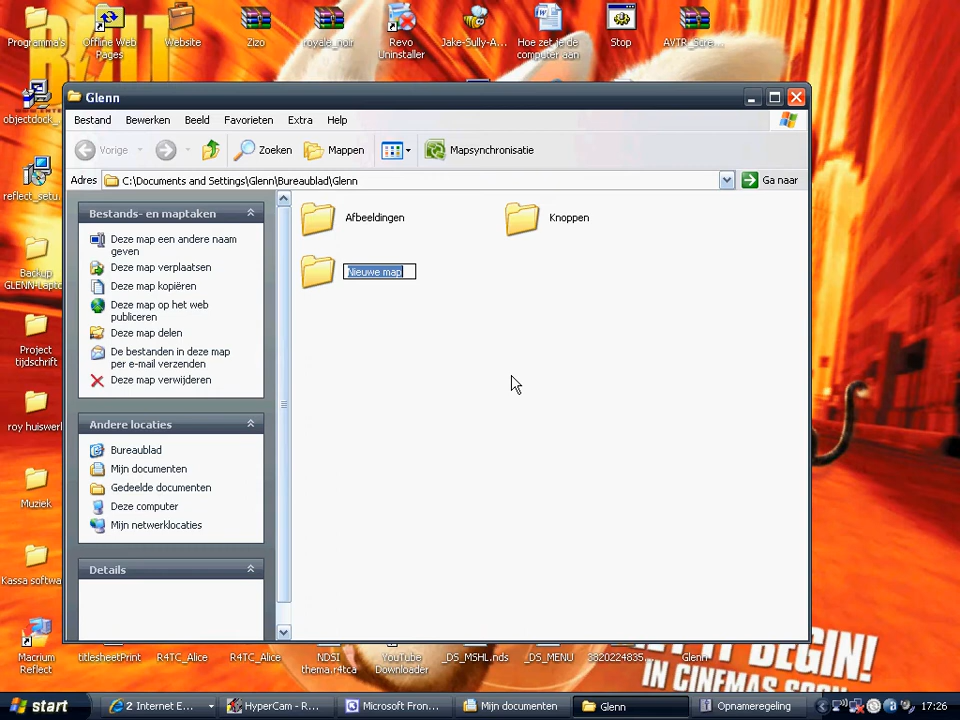 Programma's
Offline Web
Pages
Website
Zizo
royale_noir
Revo
Uninstaller
Jake-Sully-A...
Hoe zet je de
computer aan
Stop
AVTR_Scre...
objectdock_
reflect_setu
Backup
GLENN-Lapto
Project
tijdschrift
roy huiswerk
Muziek
Kassa softwa
Macrium
Reflect
Glenn
Bestand Bewerken Beeld Favorieten Extra Help
Vorige Zoeken Mappen Mapsynchronisatie
Adres C:\Documents and Settings\Glenn\Bureaublad\Glenn Ga naar
Bestands- en maptaken
Deze map een andere naam
geven
Deze map verplaatsen
Deze map kopiëren
Deze map op het web
publiceren
Deze map delen
De bestanden in deze map
per e-mail verzenden
Deze map verwijderen
Andere locaties
Bureaublad
Mijn documenten
Gedeelde documenten
Deze computer
Mijn netwerklocaties
Details
Afbeeldingen
Knoppen
Nieuwe map
titlesheetPrint
R4TC_Alice
R4TC_Alice
NDSI
thema.r4tca
YouTube
Downloader
_DS_MSHL.nds
_DS_MENU
3820224835...
Glenn
BEGIN!
IN CINEMAS SOON
start
2 Internet E...
HyperCam - R...
Microsoft Fron...
Mijn documenten
Glenn
Opnameregeling
17:26